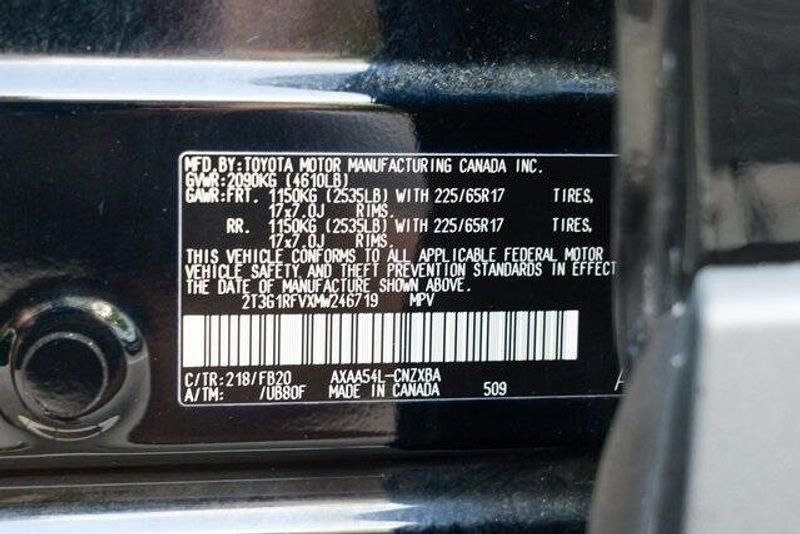 MFD.BY:TOYOTA MOTOR MANUFACTURING CANADA INC.
GVWR:2090KG (4610LB)
GAWR:FRT. 1150KG (2535LB) WITH 225/65R17 TIRES,
17x7.0J RIMS.
RR. 1150KG (2535LB) WITH 225/65R17 TIRES,
17x7.0J RIMS.
THIS VEHICLE CONFORMS TO ALL APPLICABLE FEDERAL MOTOR
VEHICLE SAFETY AND THEFT PREVENTION STANDARDS IN EFFECT
THE DATE OF MANUFACTURE SHOWN ABOVE.
2T3G1RFVXMW246719 MPV
C/TR:218/FB20 AXAA54L-CNZXBA
A/TM: /UB80F MADE IN CANADA 509